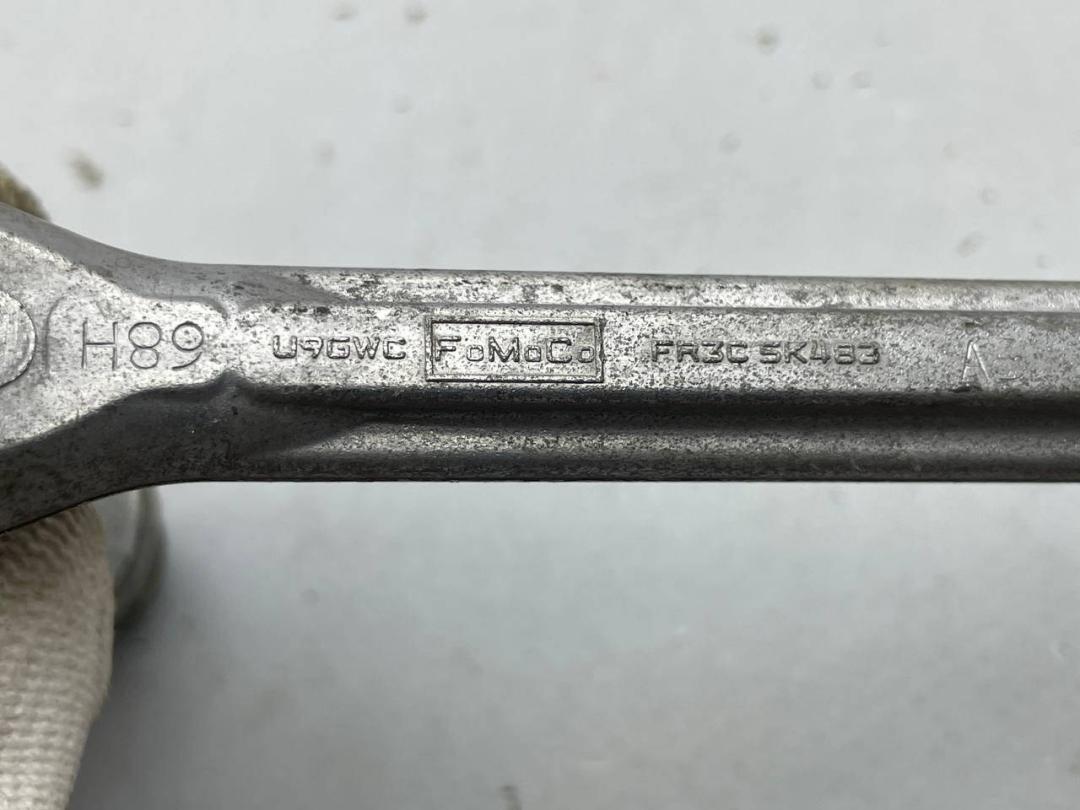 H89 U9GWC FoMoCo FR3C 5K483 A